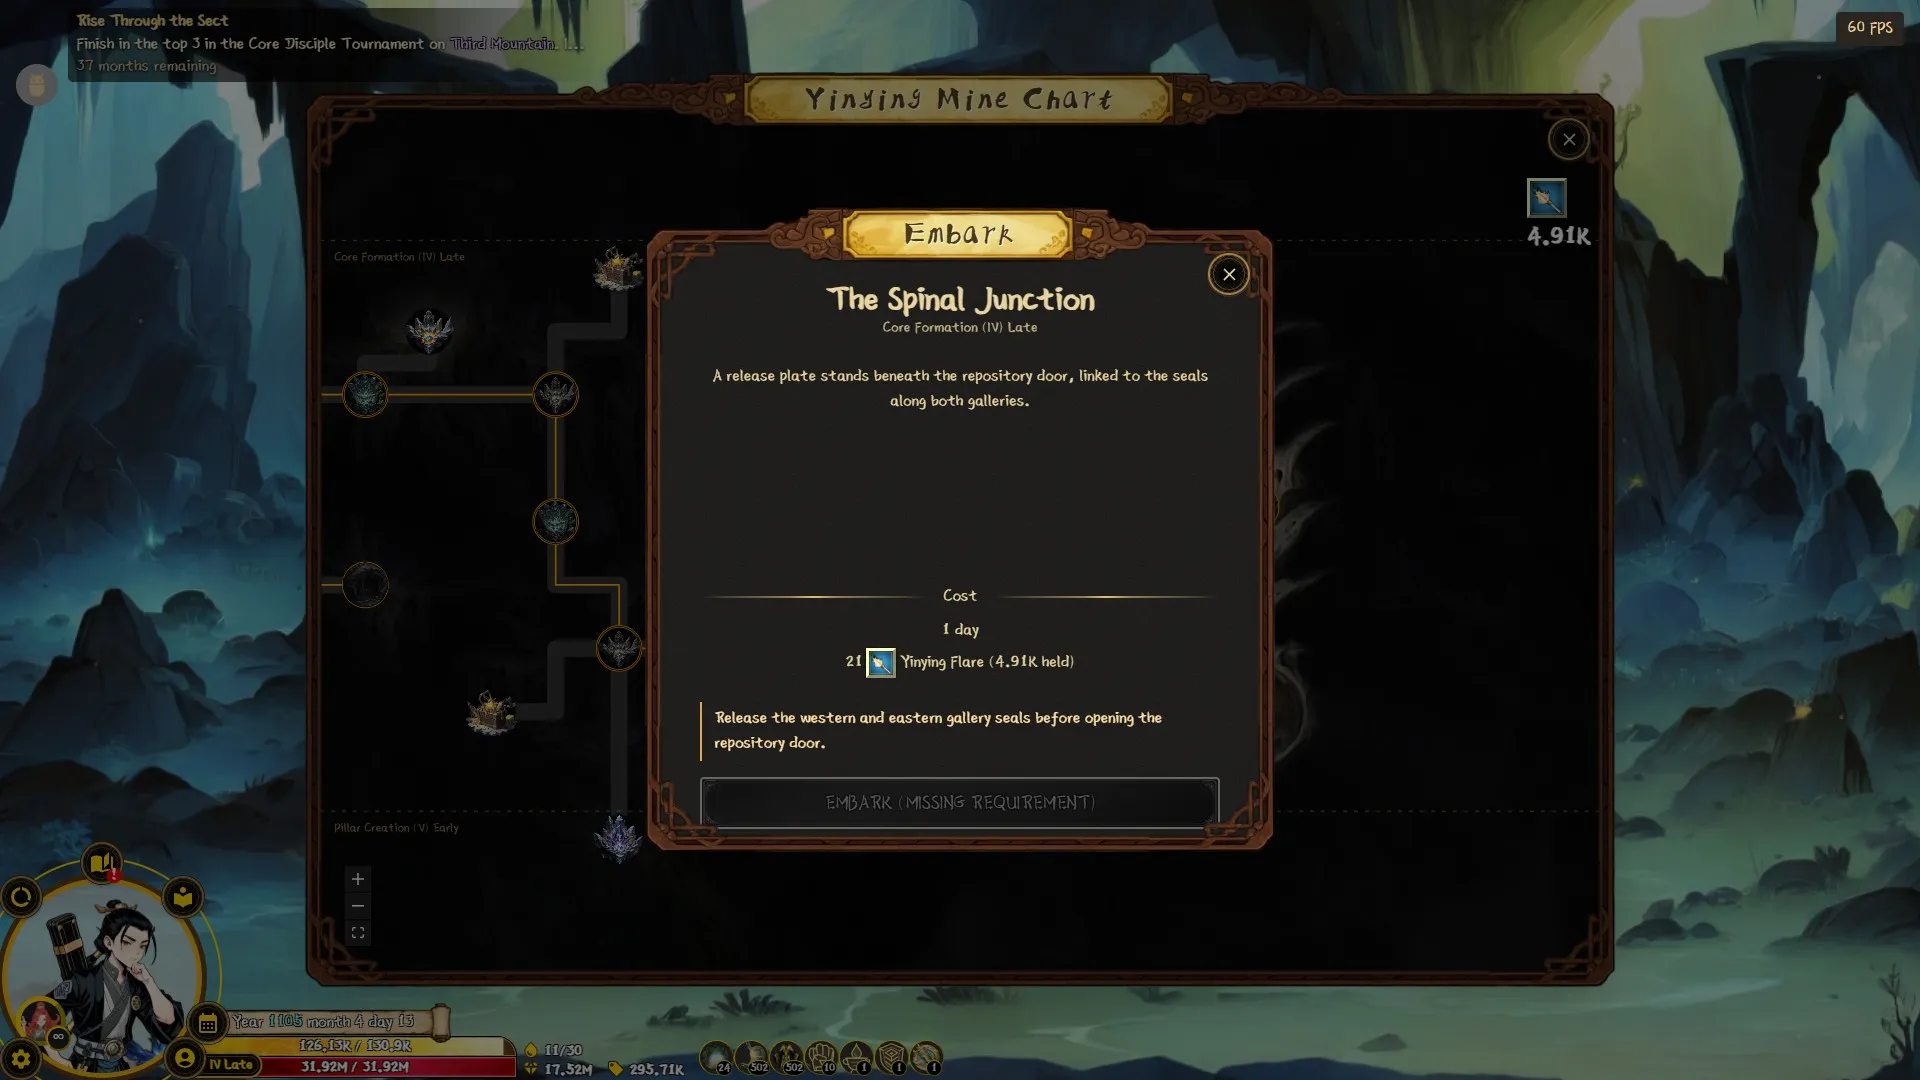 Rise Through the Sect
Finish in the top 3 in the Core Disciple Tournament on Third Mountain. I...
37 months remaining
60 FPS
Yinying Mine Chart
4.91K
Core Formation (IV) Late
Embark
The Spinal Junction
Core Formation (IV) Late
A release plate stands beneath the repository door, linked to the seals
along both galleries.
Cost
1 day
21 Yinying Flare (4.91K held)
Release the western and eastern gallery seals before opening the
repository door.
EMBARK (MISSING REQUIREMENT)
Pillar Creation (V) Early
Year 1105 month 4 day 13
126.13K / 130.9K
IV Late
31.92M / 31.92M
11/30
17.52M
295.71K
24
502
502
10
1
1
1